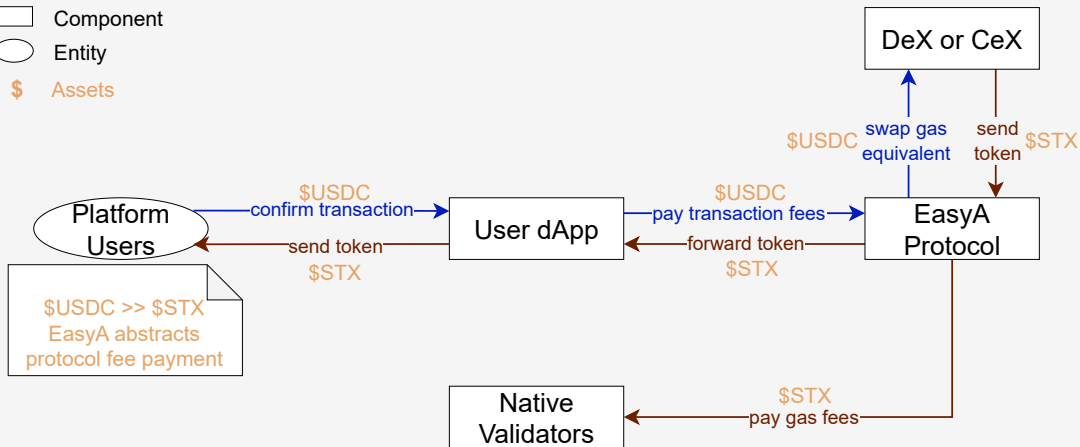 Component
Entity
$ Assets
DeX or CeX
$USDC
swap gas
equivalent
send
token
$STX
Platform
Users
$USDC
confirm transaction
send token
$STX
User dApp
$USDC
pay transaction fees
forward token
$STX
EasyA
Protocol
$USDC >> $STX
EasyA abstracts
protocol fee payment
Native
Validators
$STX
pay gas fees